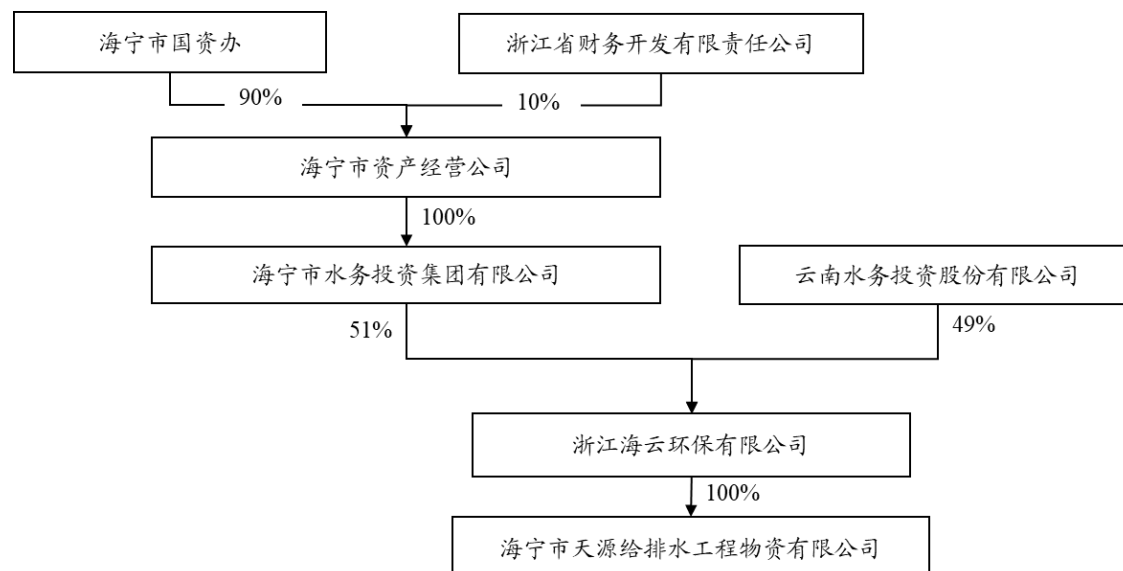 海宁市国资办
浙江省财务开发有限责任公司
90%
10%
海宁市资产经营公司
100%
海宁市水务投资集团有限公司
云南水务投资股份有限公司
51%
49%
浙江海云环保有限公司
100%
海宁市天源给排水工程物资有限公司